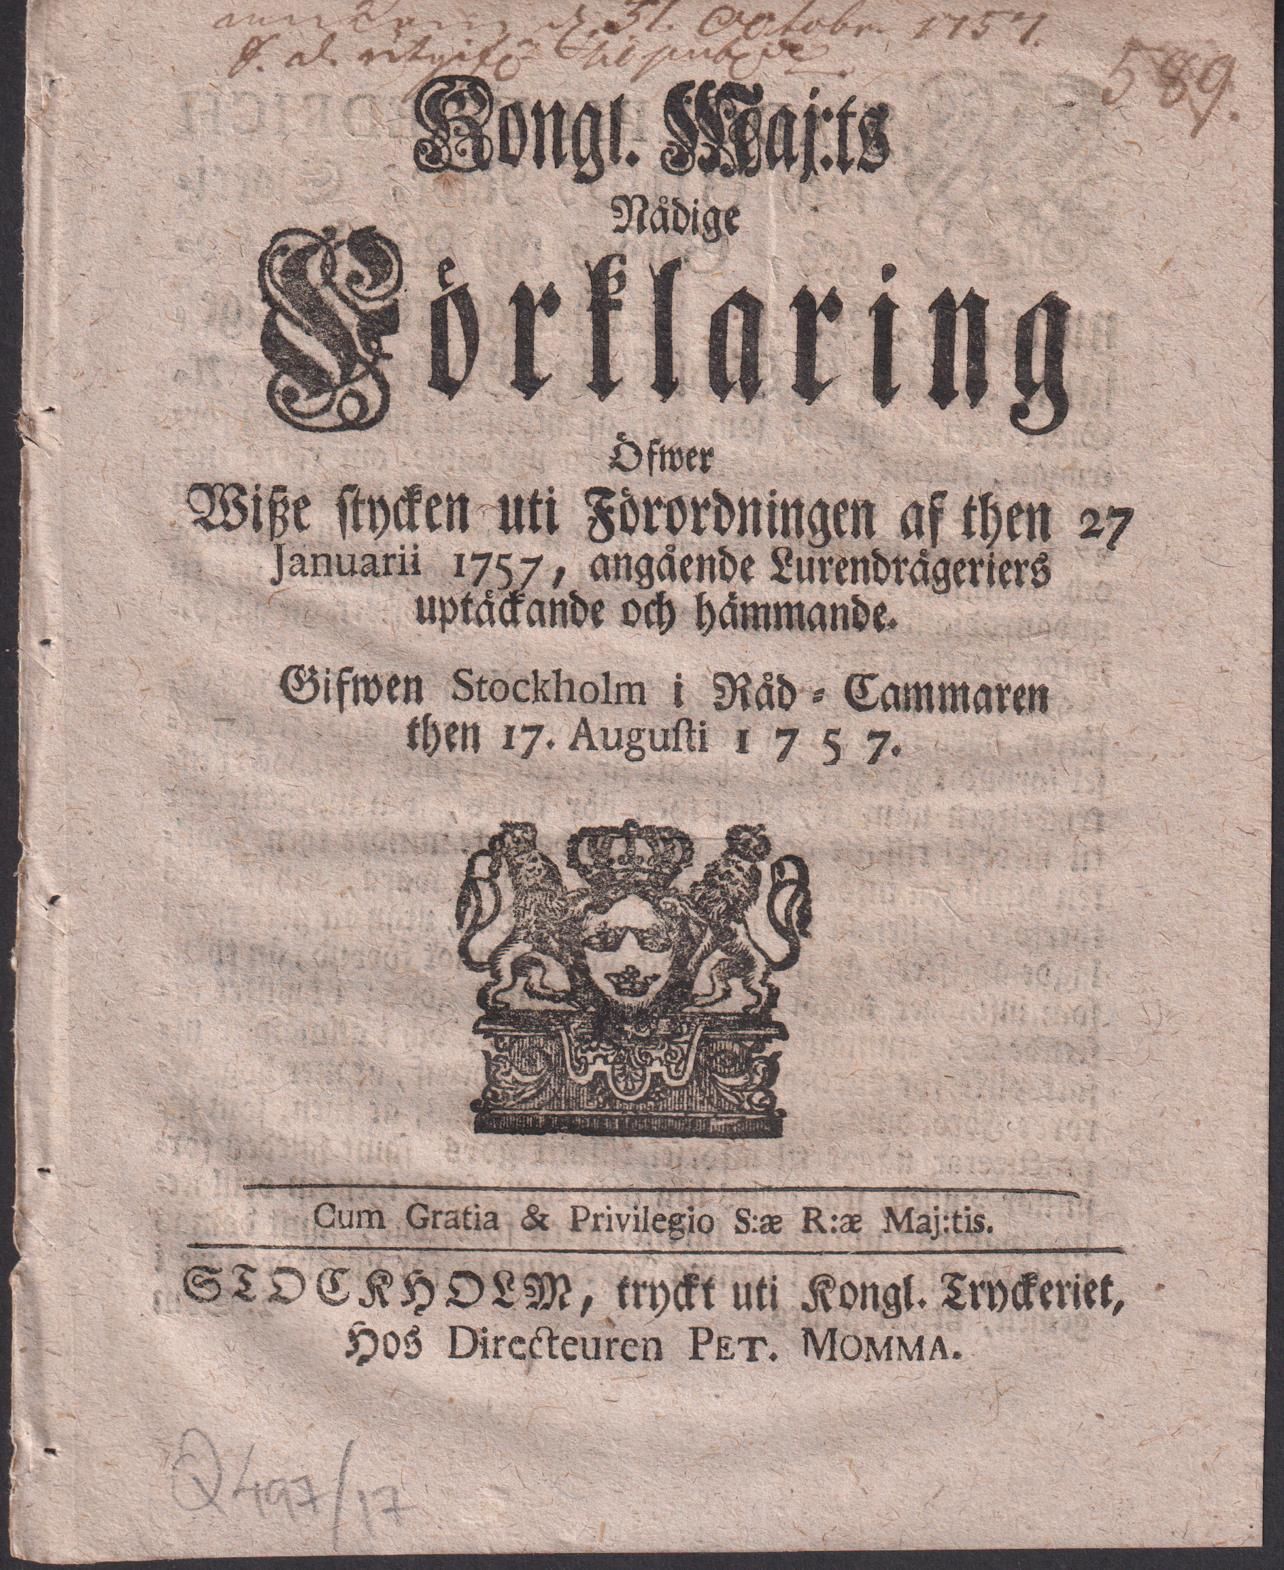 d. 31. October 1757.
589.
Kongl. Maj:ts
Nådige
Förklaring
Öfwer
Wiße stycken uti Förordningen af then 27
Januarii 1757, angående Lurendrägeriers
uptäckande och hämmande.
Gifwen Stockholm i Råd-Cammaren
then 17. Augusti 1757.
Cum Gratia & Privilegio S:æ R:æ Maj:tis.
STOCKHOLM, tryckt uti Kongl. Tryckeriet,
Hos Directeuren PET. MOMMA.
Q497/17